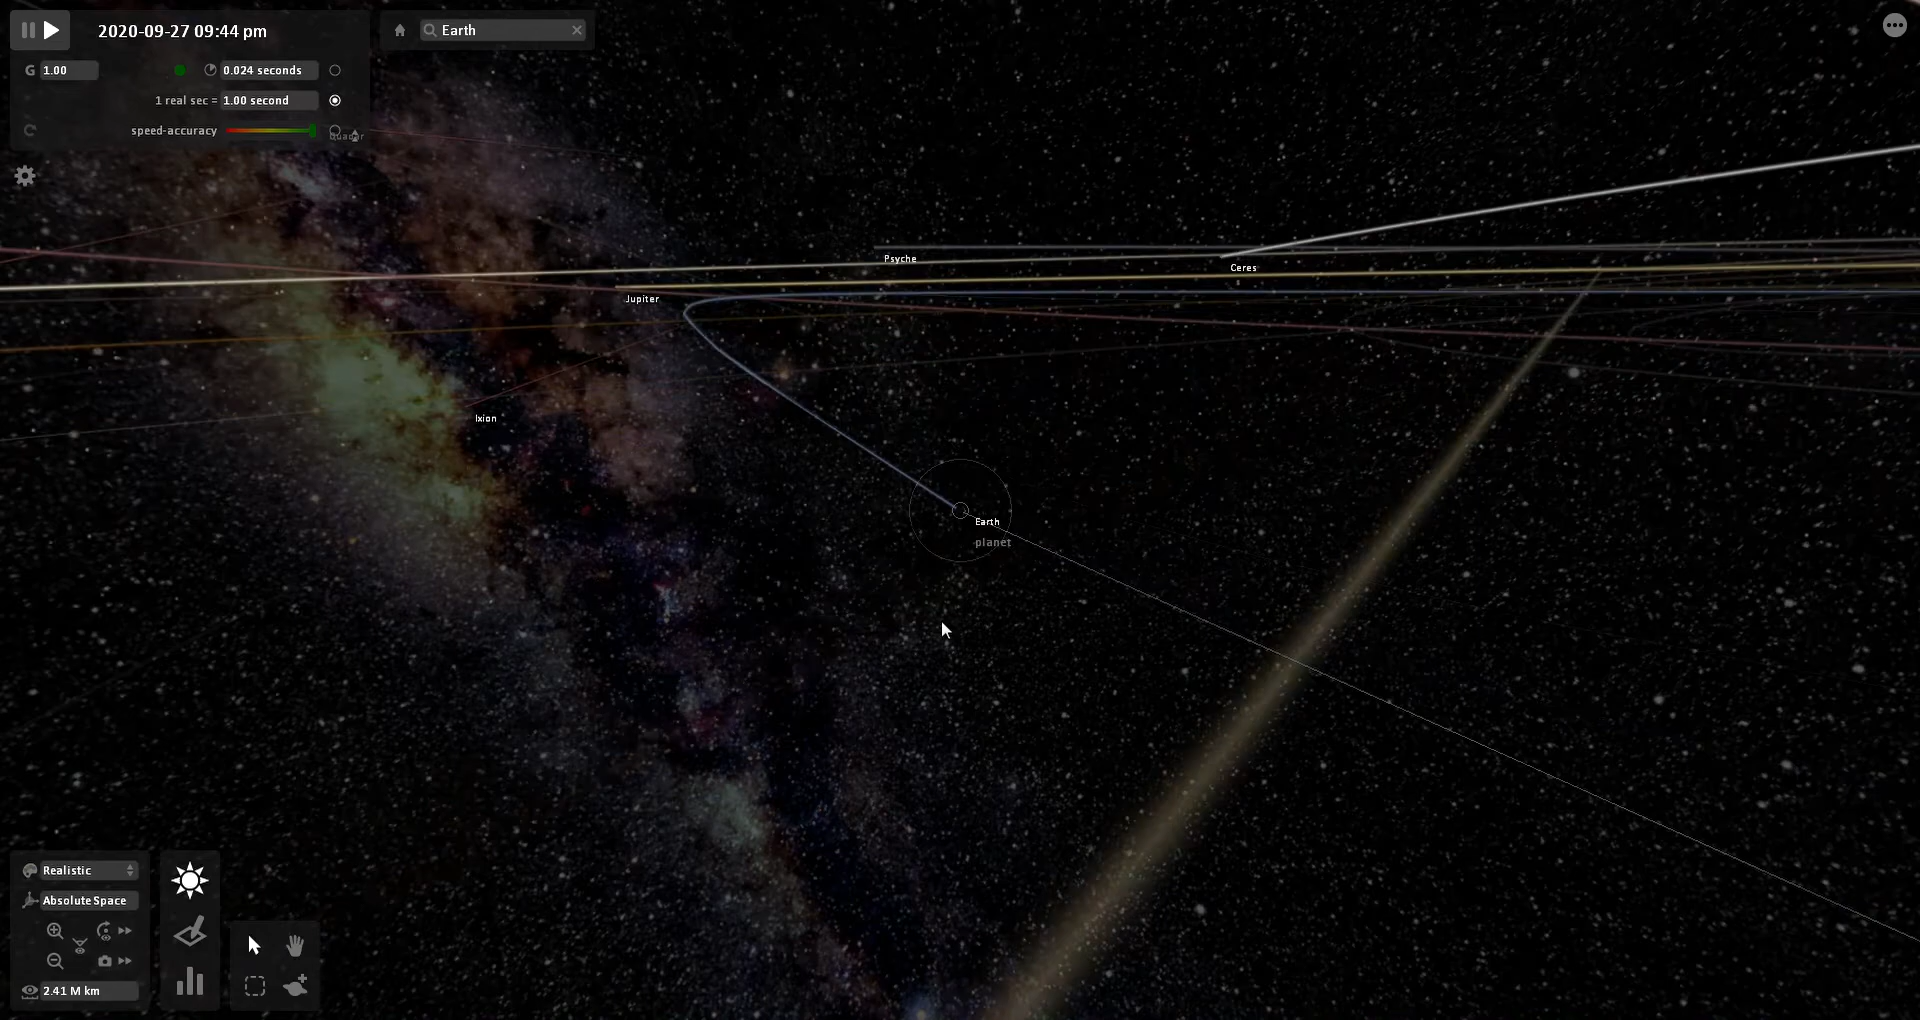 2020-09-27 09:44 pm
Earth
G 1.00
0.024 seconds
1 real sec = 1.00 second
speed-accuracy
Quaoar
Psyche
Ceres
Jupiter
Ixion
Earth
planet
Realistic
Absolute Space
2.41 M km